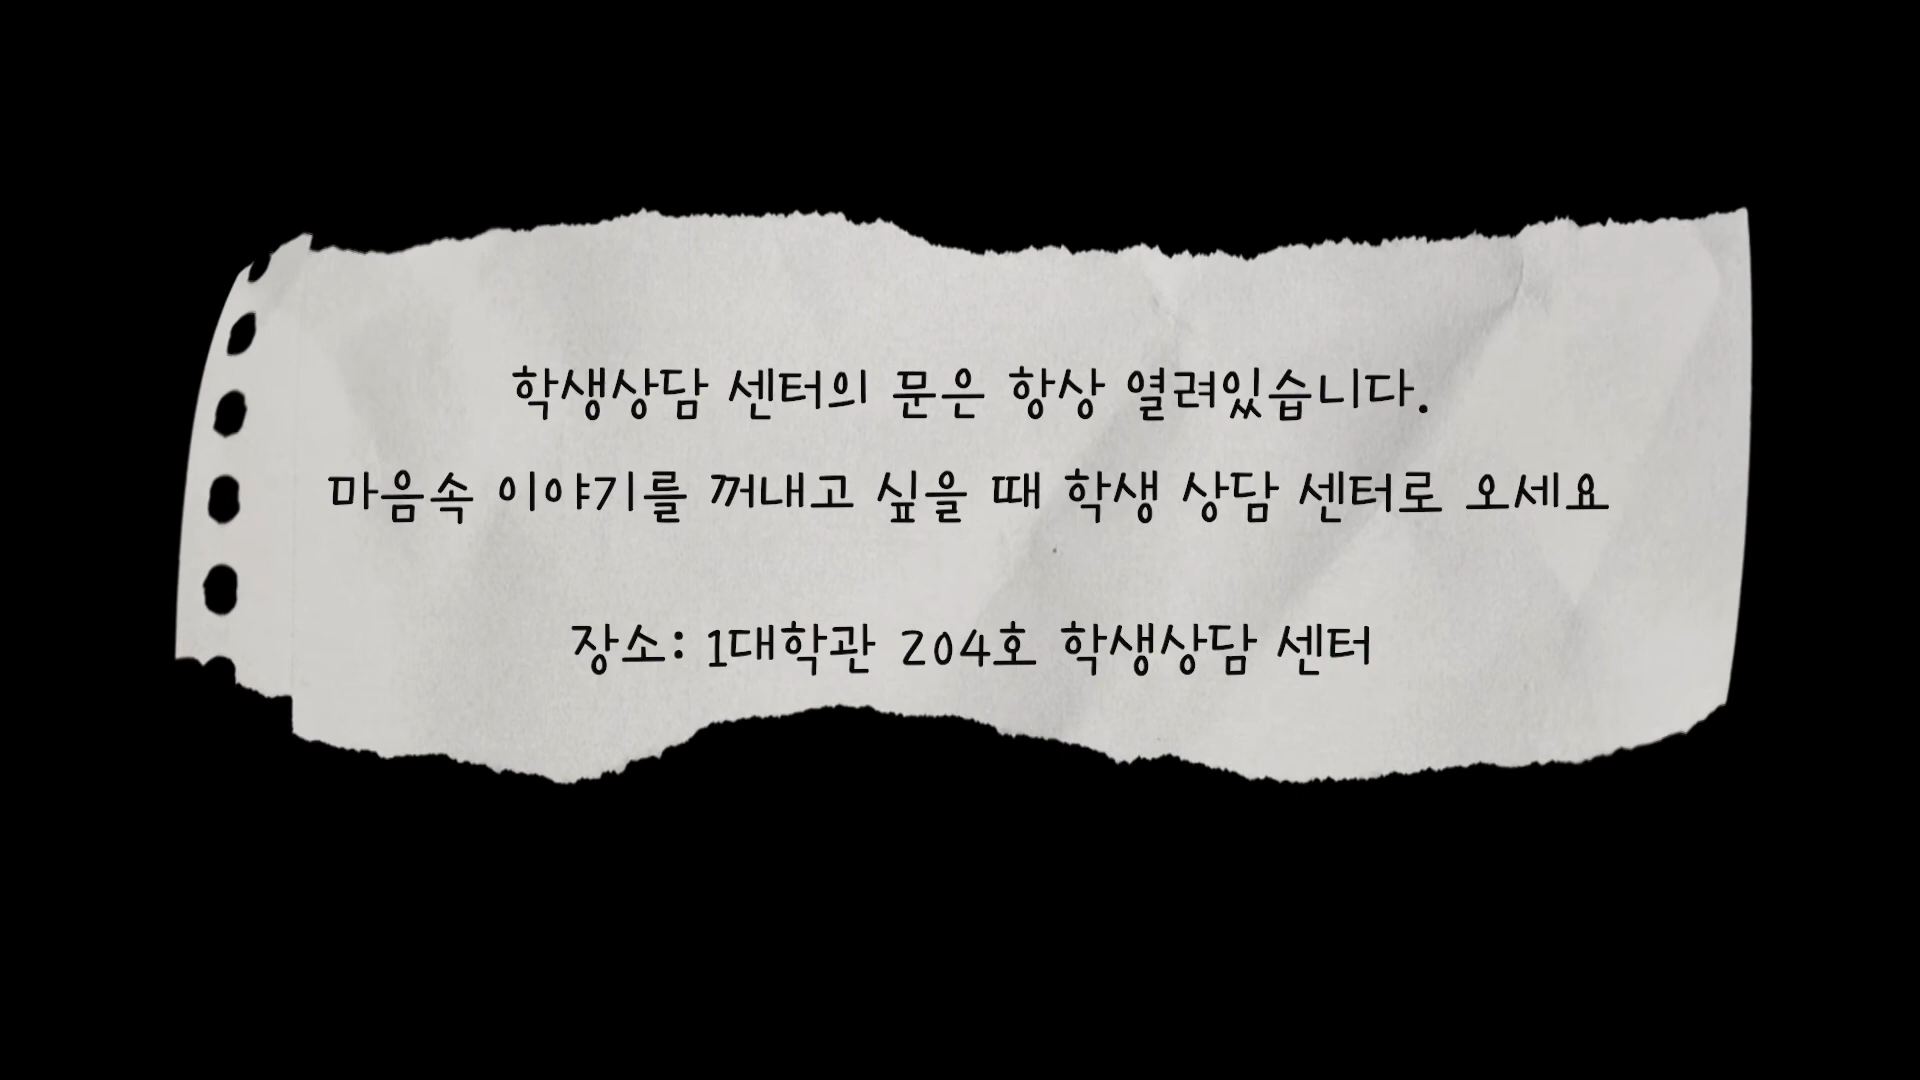 학생상담 센터의 문은 항상 열려있습니다.
마음속 이야기를 꺼내고 싶을 때 학생 상담 센터로 오세요
장소: 1대학관 204호 학생상담 센터